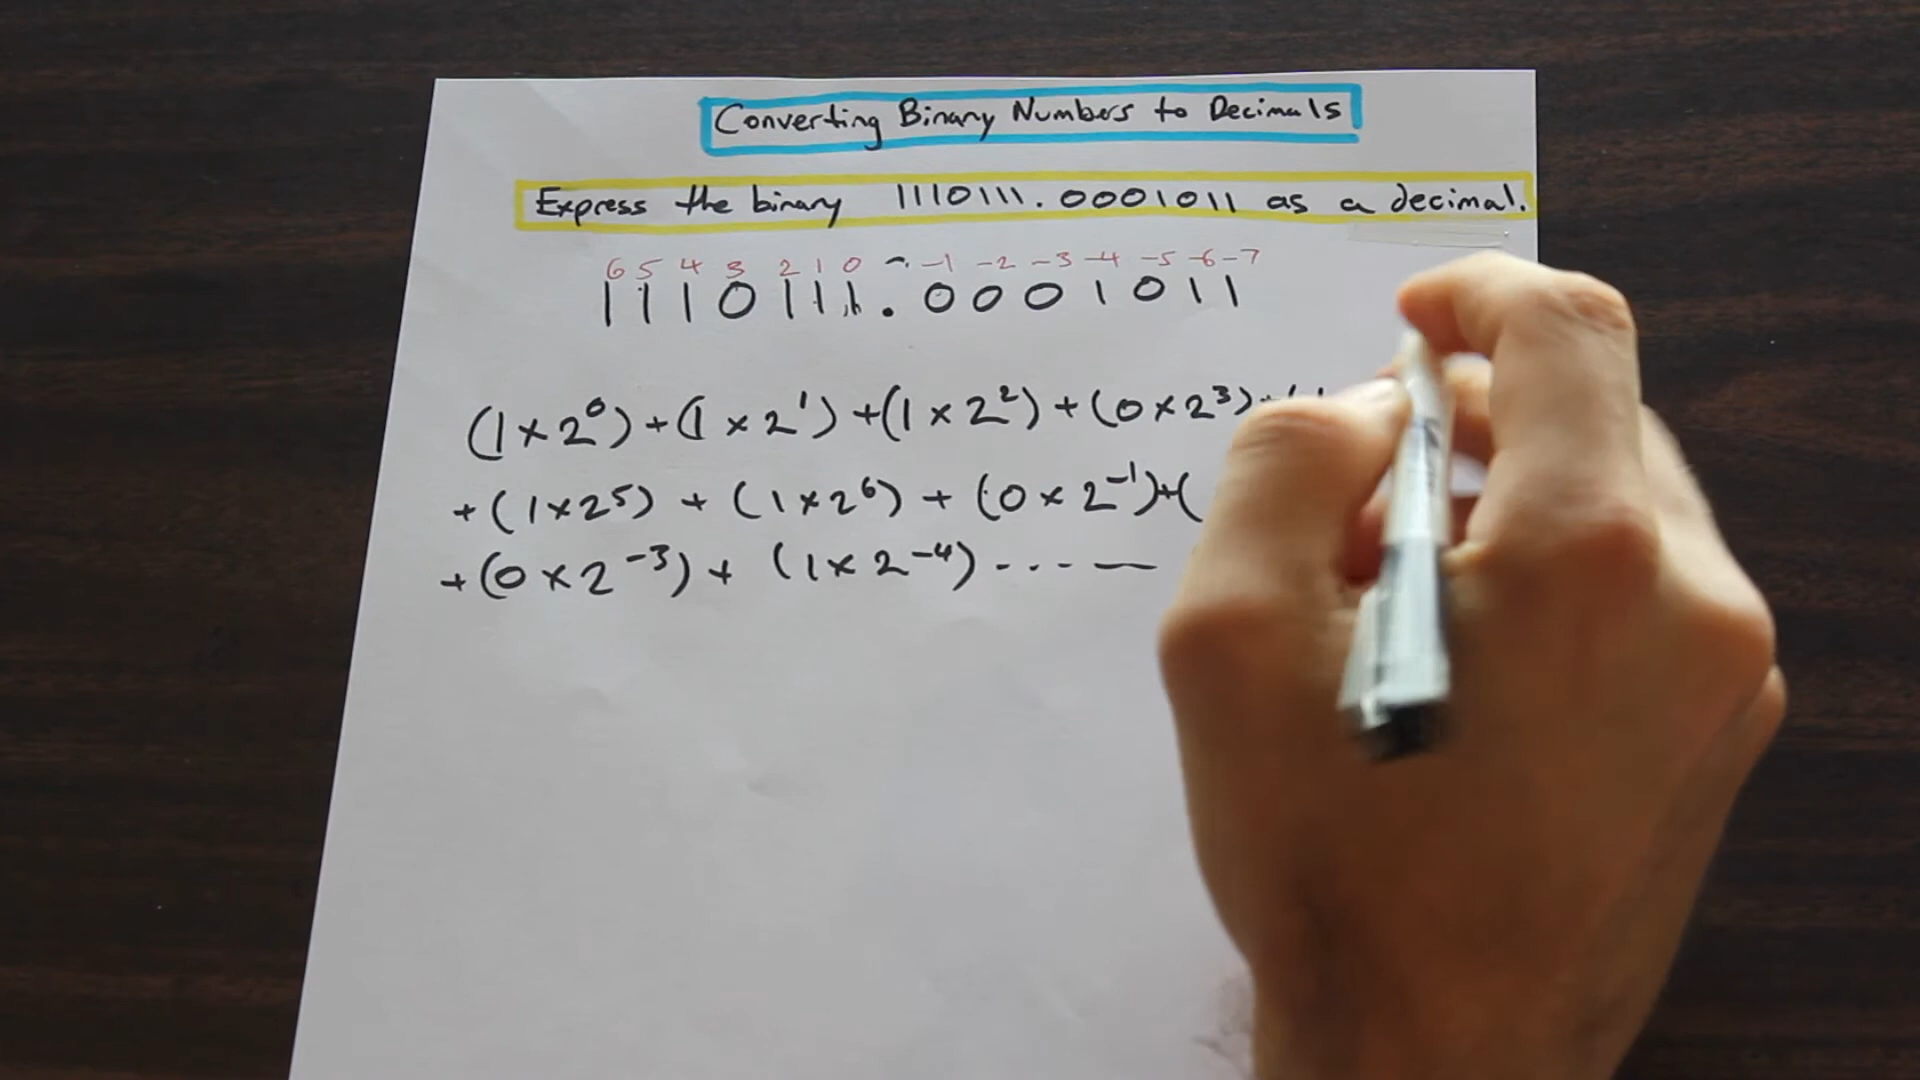 Converting Binary Numbers to Decimals
Express the binary 1110111.0001011 as a decimal.
6 5 4 3 2 1 0 -1 -2 -3 -4 -5 -6 -7
1110111.0001011
(1×2⁰)+(1×2¹)+(1×2²)+(0×2³)+(
+(1×2⁵)+(1×2⁶)+(0×2⁻¹)+(
+(0×2⁻³)+(1×2⁻⁴)....—